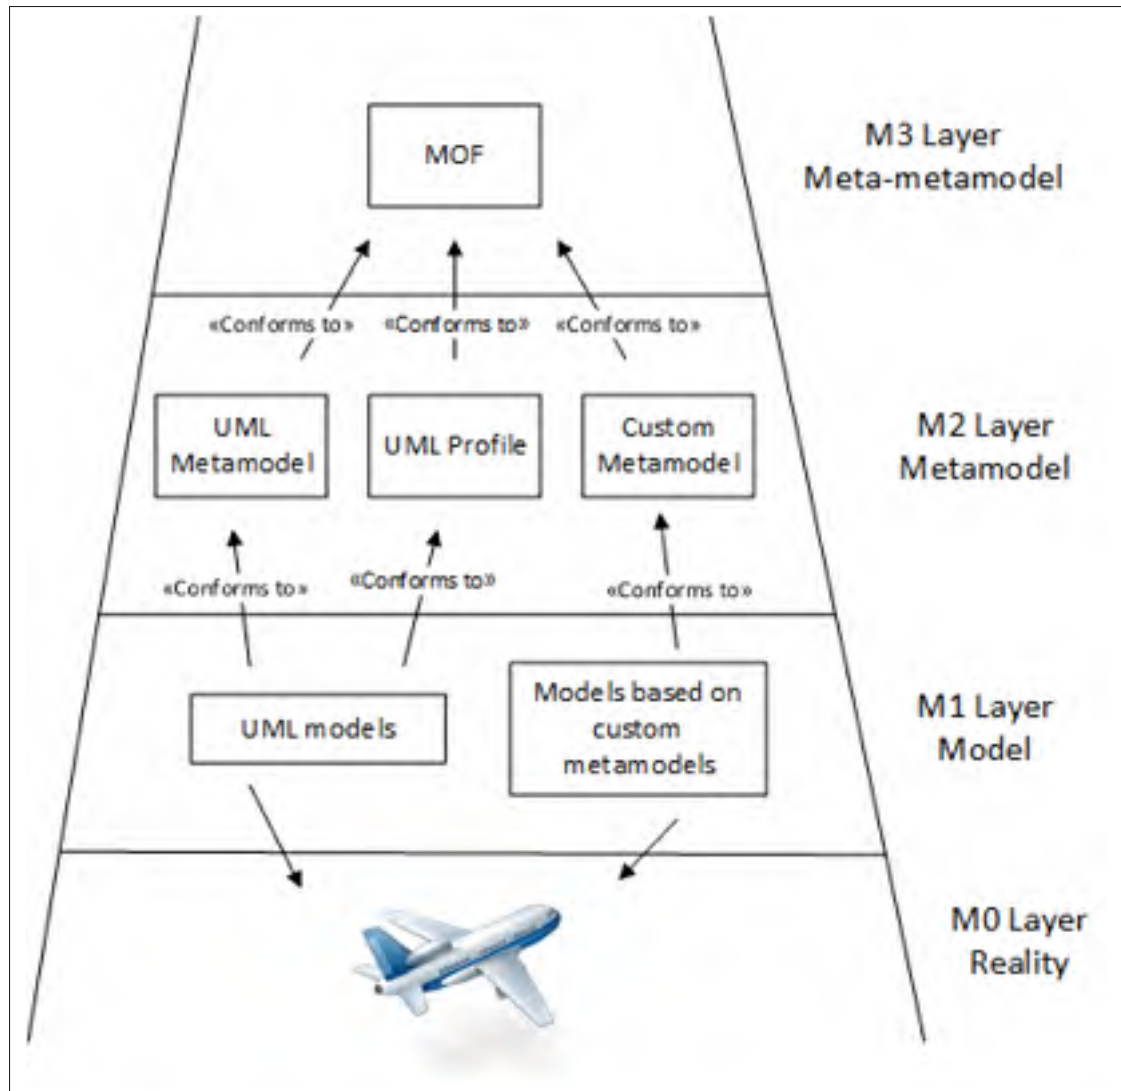 MOF
M3 Layer
Meta-metamodel
«Conforms to» «Conforms to» «Conforms to»
UML
Metamodel
UML Profile
Custom
Metamodel
M2 Layer
Metamodel
«Conforms to» «Conforms to» «Conforms to»
UML models
Models based on
custom
metamodels
M1 Layer
Model
M0 Layer
Reality